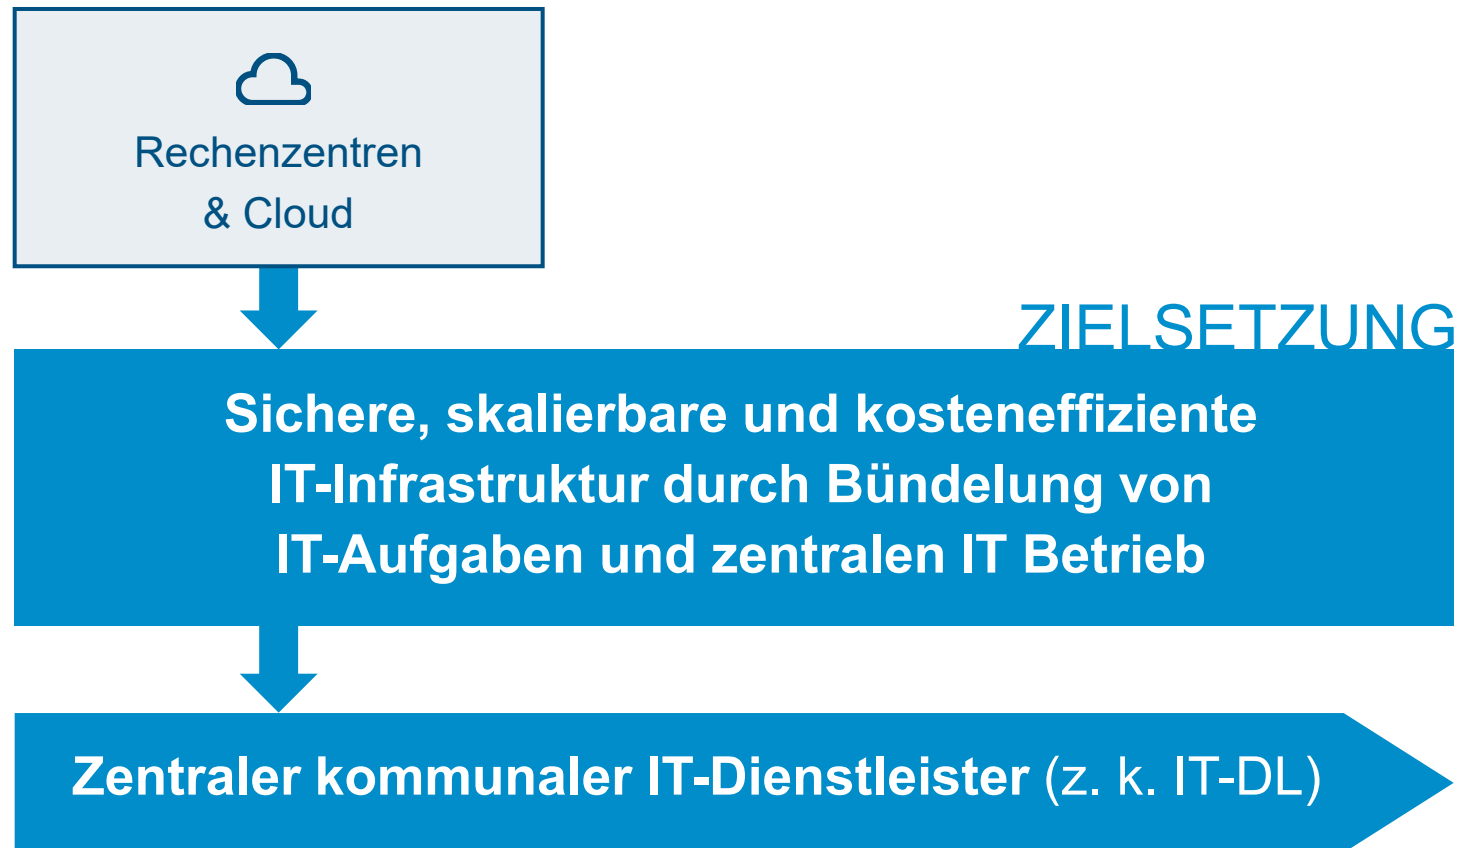 Rechenzentren
& Cloud
ZIELSETZUNG
Sichere, skalierbare und kosteneffiziente
IT-Infrastruktur durch Bündelung von
IT-Aufgaben und zentralen IT Betrieb
Zentraler kommunaler IT-Dienstleister (z. k. IT-DL)